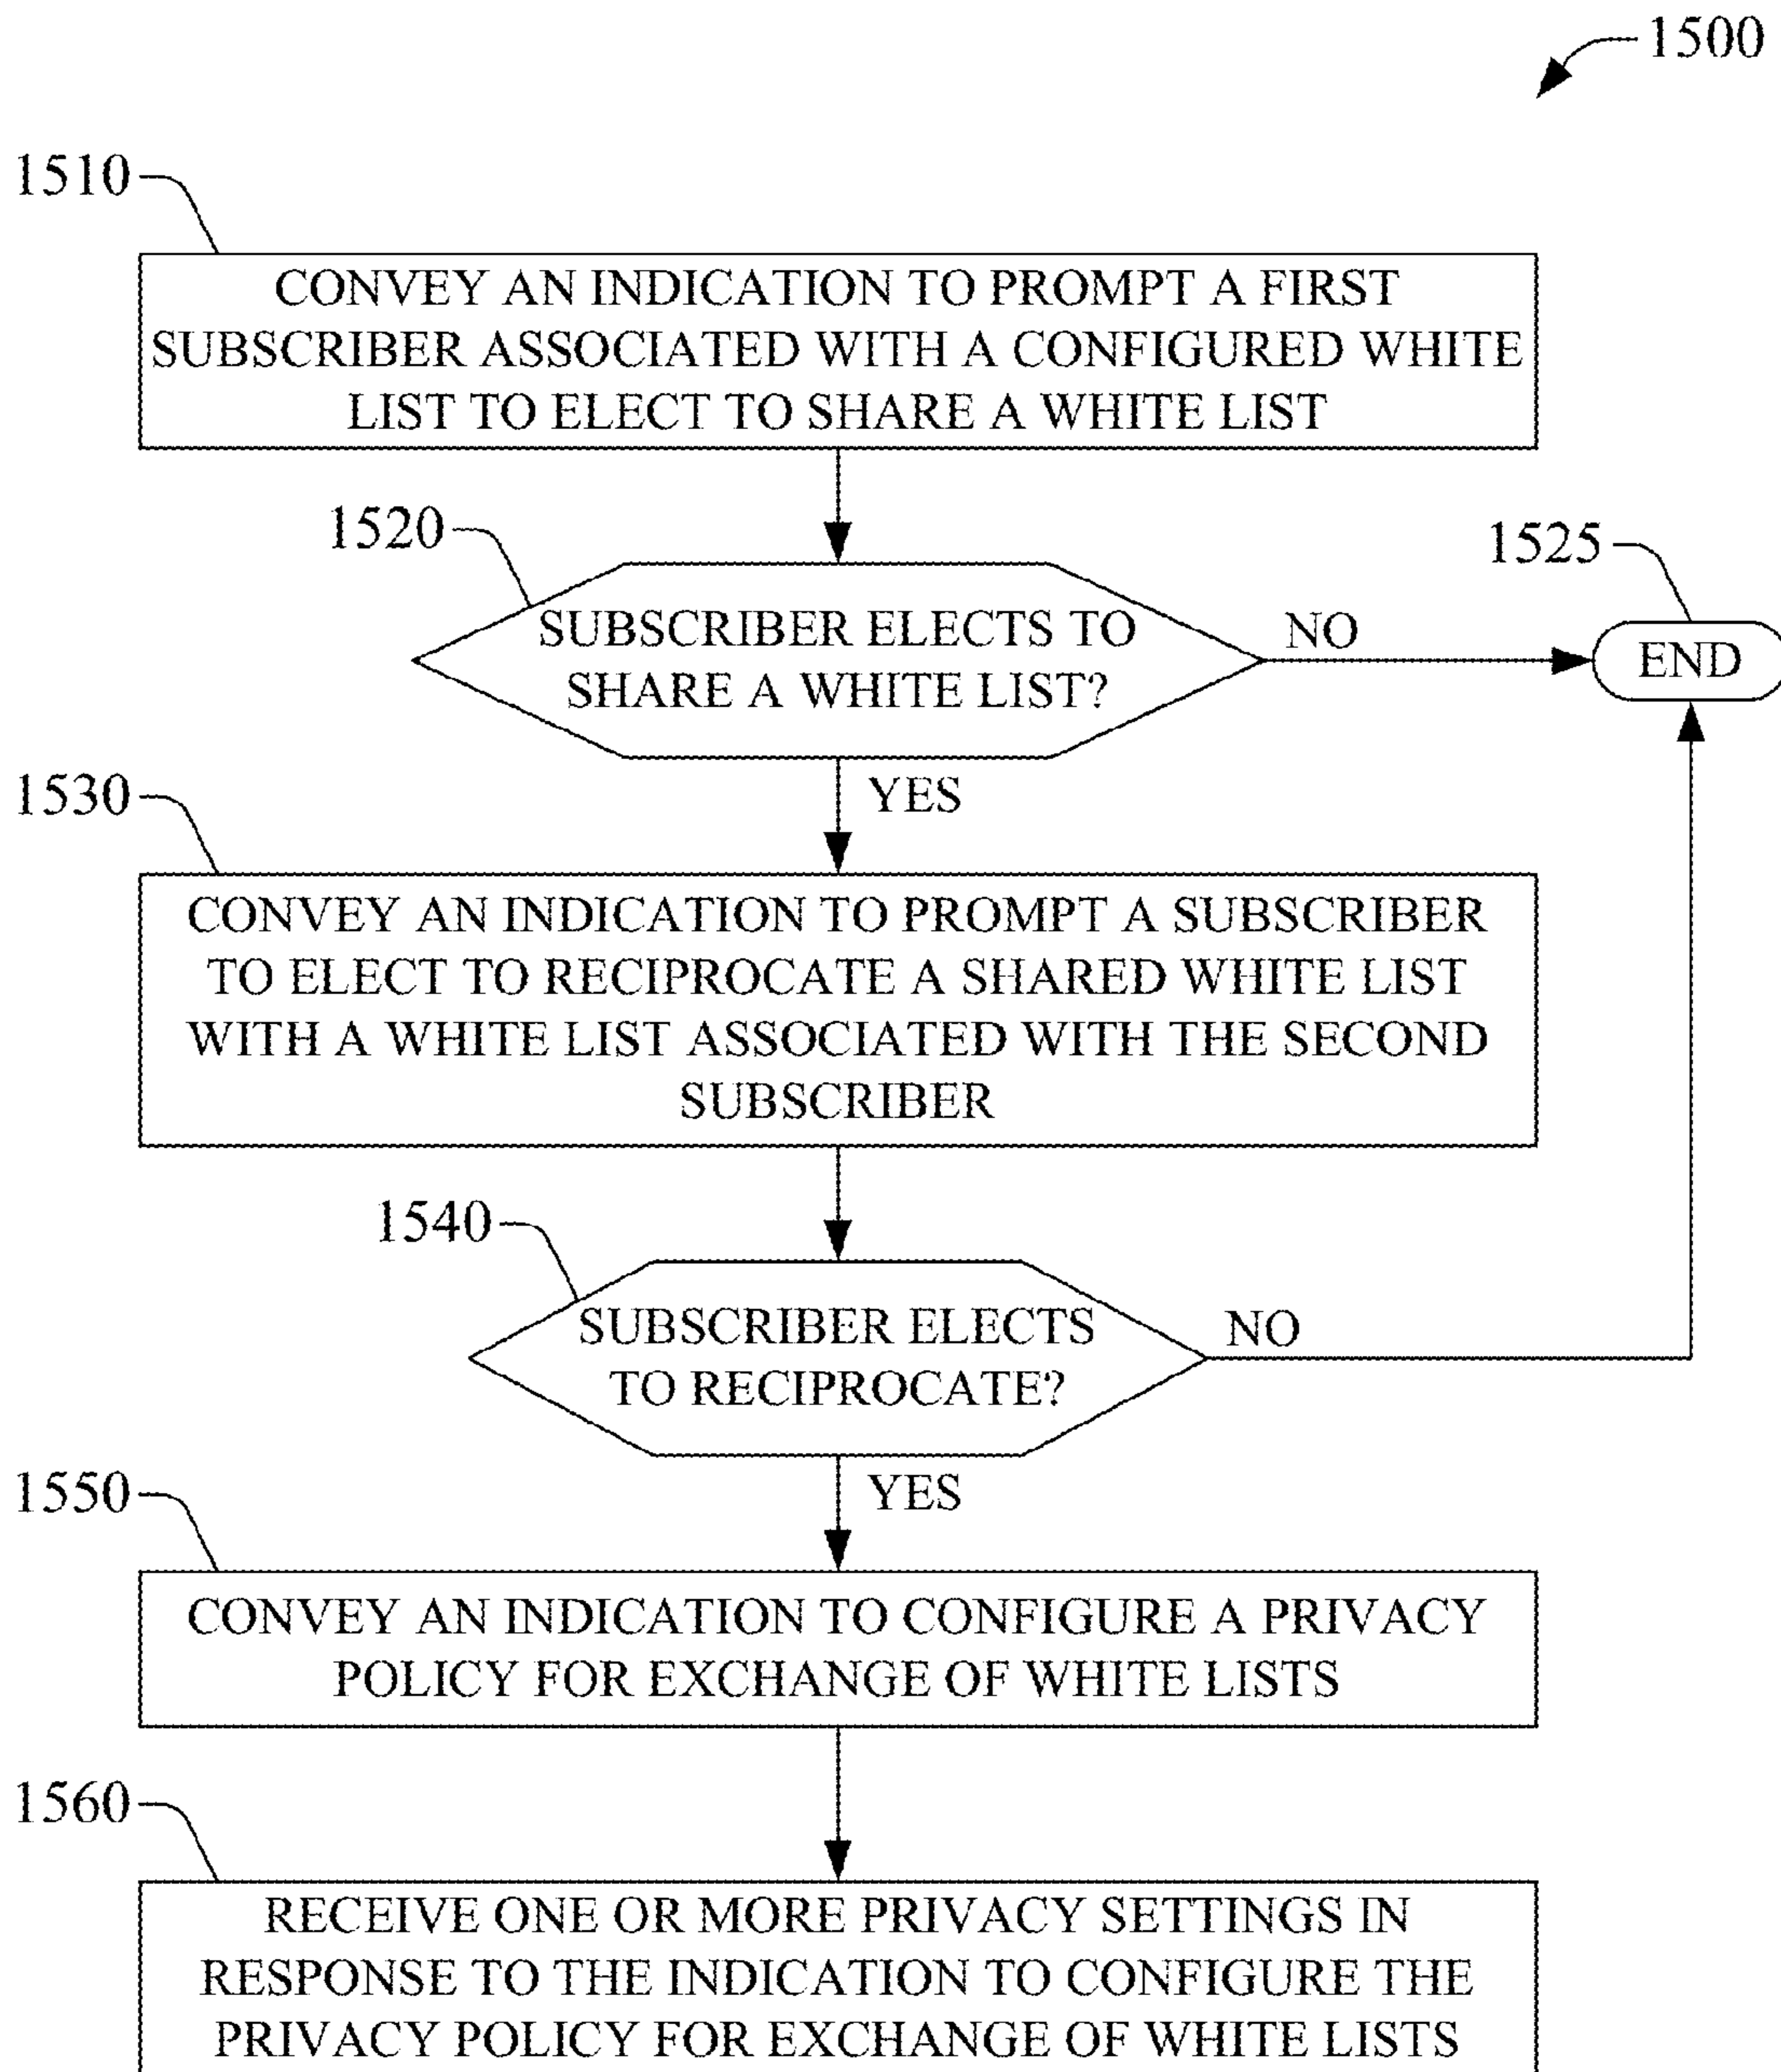 1500
1510
CONVEY AN INDICATION TO PROMPT A FIRST
SUBSCRIBER ASSOCIATED WITH A CONFIGURED WHITE
LIST TO ELECT TO SHARE A WHITE LIST
1520
1525
SUBSCRIBER ELECTS TO
SHARE A WHITE LIST?
NO
END
YES
1530
CONVEY AN INDICATION TO PROMPT A SUBSCRIBER
TO ELECT TO RECIPROCATE A SHARED WHITE LIST
WITH A WHITE LIST ASSOCIATED WITH THE SECOND
SUBSCRIBER
1540
SUBSCRIBER ELECTS
TO RECIPROCATE?
NO
YES
1550
CONVEY AN INDICATION TO CONFIGURE A PRIVACY
POLICY FOR EXCHANGE OF WHITE LISTS
1560
RECEIVE ONE OR MORE PRIVACY SETTINGS IN
RESPONSE TO THE INDICATION TO CONFIGURE THE
PRIVACY POLICY FOR EXCHANGE OF WHITE LISTS